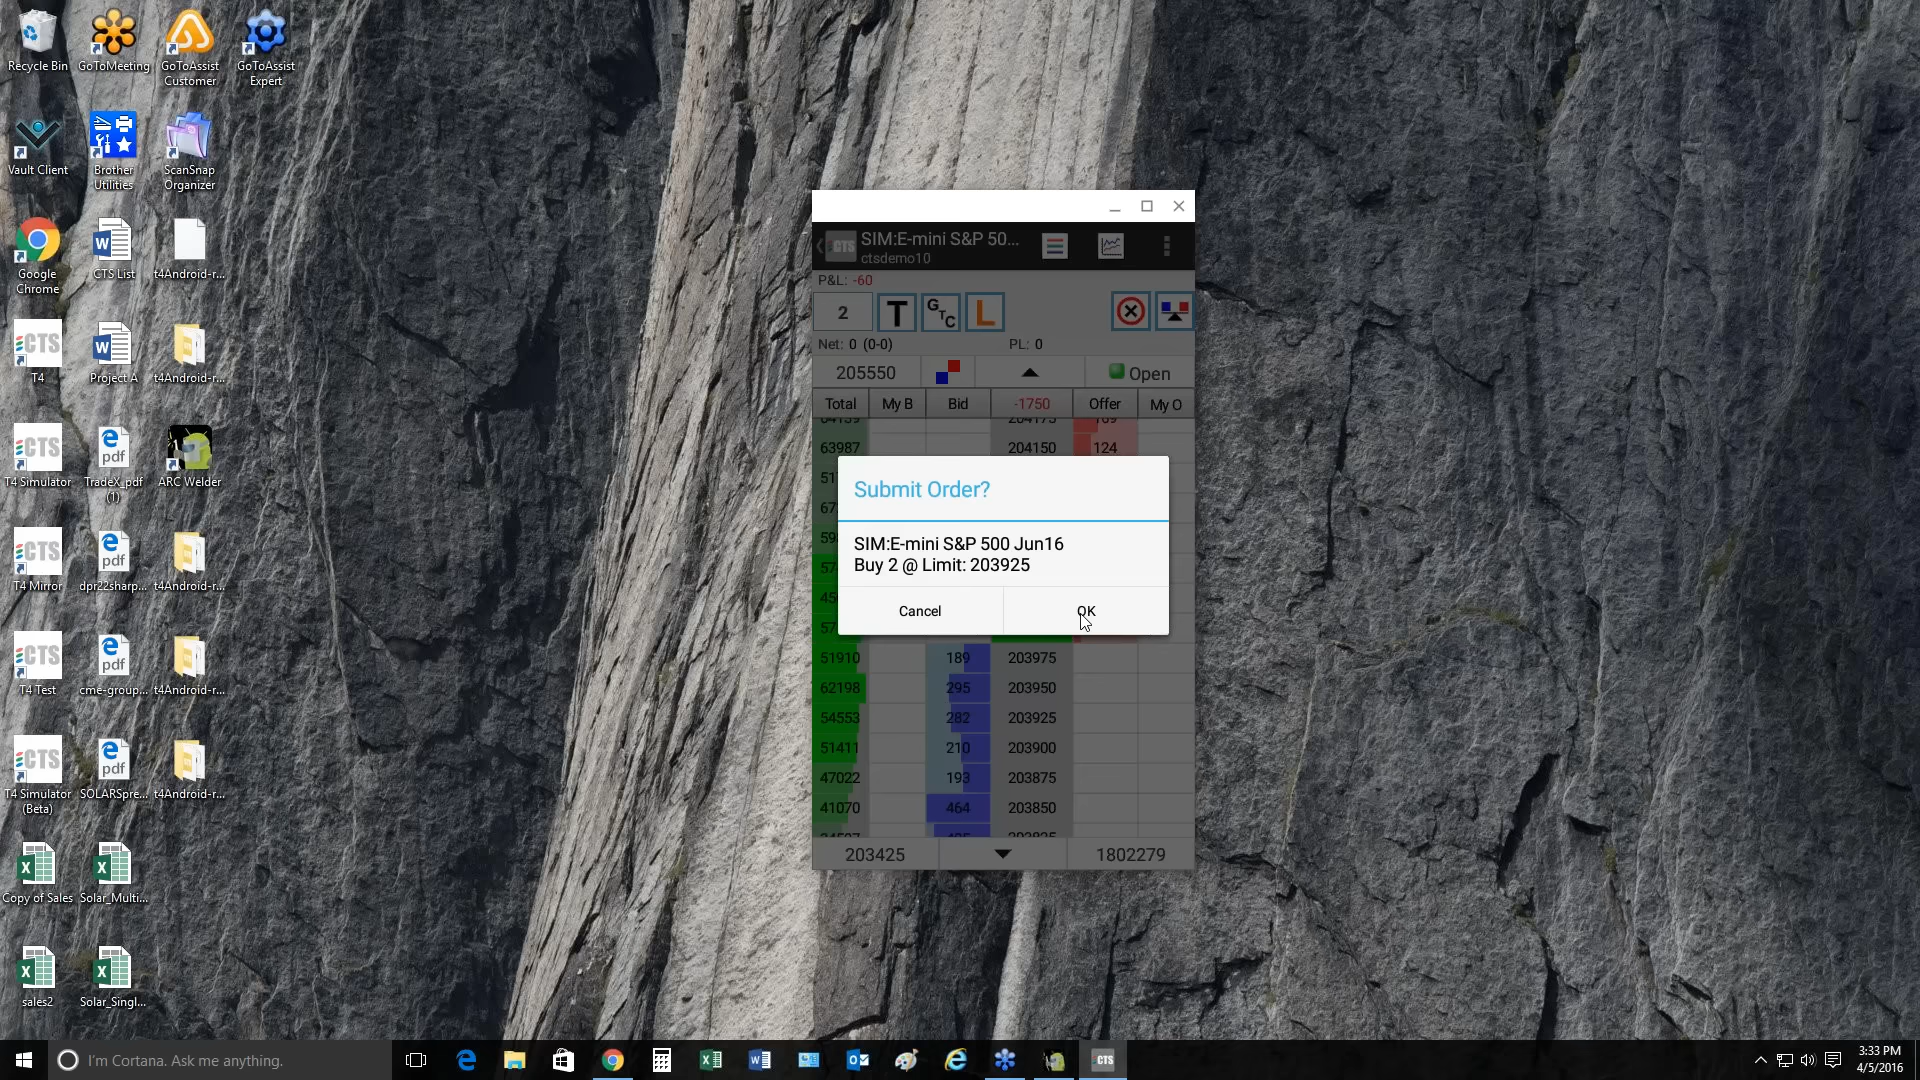 Recycle Bin
GoToMeeting
GoToAssist
Customer
GoToAssist
Expert
Vault Client
Brother
Utilities
ScanSnap
Organizer
Google
Chrome
CTS List
t4Android-r...
T4
Project A
t4Android-r...
T4 Simulator
TradeX_pdf
(1)
ARC Welder
T4 Mirror
dpr22sharp...
t4Android-r...
T4 Test
cme-group...
t4Android-r...
T4 Simulator
(Beta)
SOLARSpre...
t4Android-r...
Copy of Sales
Solar_Multi...
sales2
Solar_Singl...
CTS
SIM:E-mini S&P 50...
ctsdemo10
P&L: -60
2 T GTC L
Net: 0 (0-0) PL: 0
205550 Open
Total My B Bid -1750 Offer My O
63987 204150 124
Submit Order?
SIM:E-mini S&P 500 Jun16
Buy 2 @ Limit: 203925
Cancel OK
51910 189 203975
62198 295 203950
54553 282 203925
51411 210 203900
47022 193 203875
41070 464 203850
203425 1802279
I'm Cortana. Ask me anything.
CTS
3:33 PM
4/5/2016